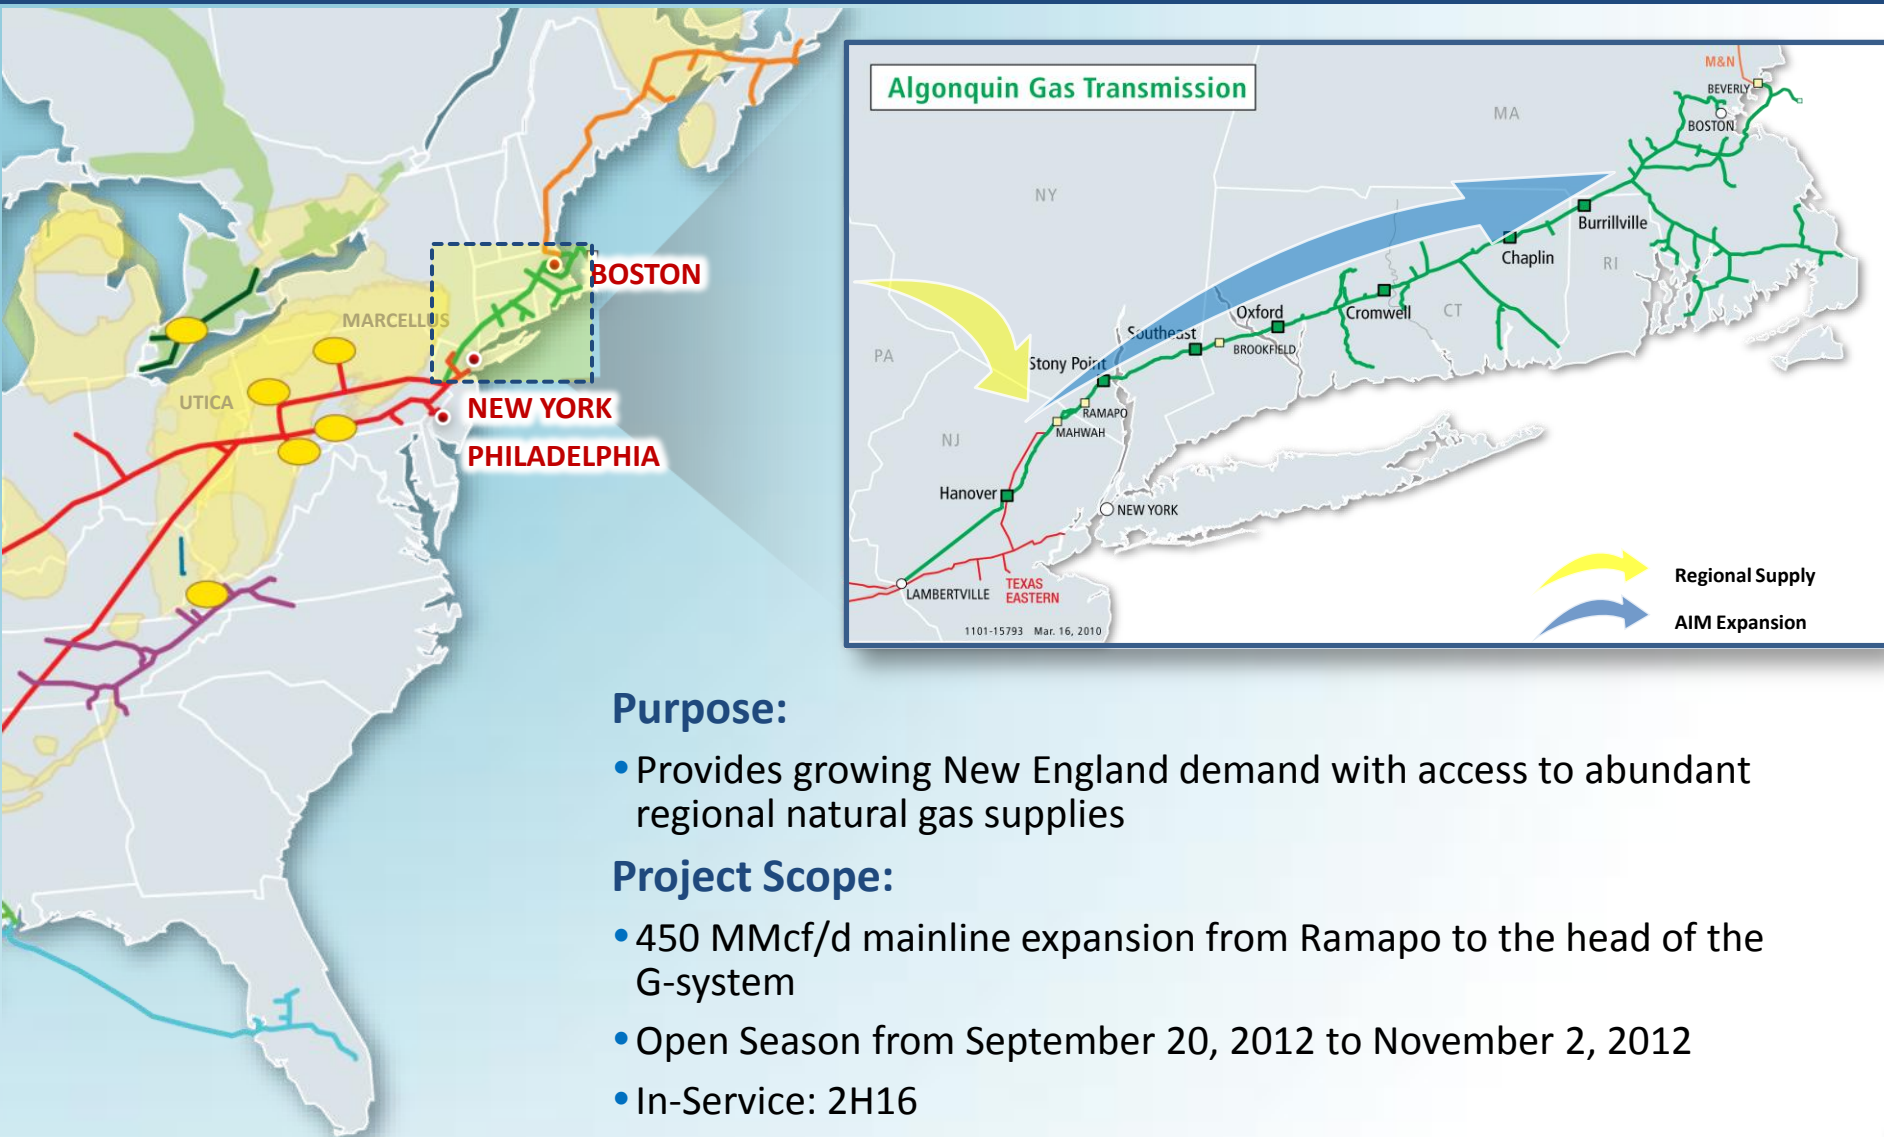 BOSTON
MARCELLUS
UTICA
NEW YORK
PHILADELPHIA
Algonquin Gas Transmission
M&N
BEVERLY
BOSTON
MA
NY
Burrillville
Chaplin
RI
Oxford
Cromwell
CT
Southeast
BROOKFIELD
PA
Stony Point
RAMAPO
MAHWAH
NJ
Hanover
NEW YORK
TEXAS
EASTERN
LAMBERTVILLE
1101-15793 Mar. 16, 2010
Regional Supply
AIM Expansion
Purpose:
•Provides growing New England demand with access to abundant
regional natural gas supplies
Project Scope:
•450 MMcf/d mainline expansion from Ramapo to the head of the
G-system
•Open Season from September 20, 2012 to November 2, 2012
•In-Service: 2H16